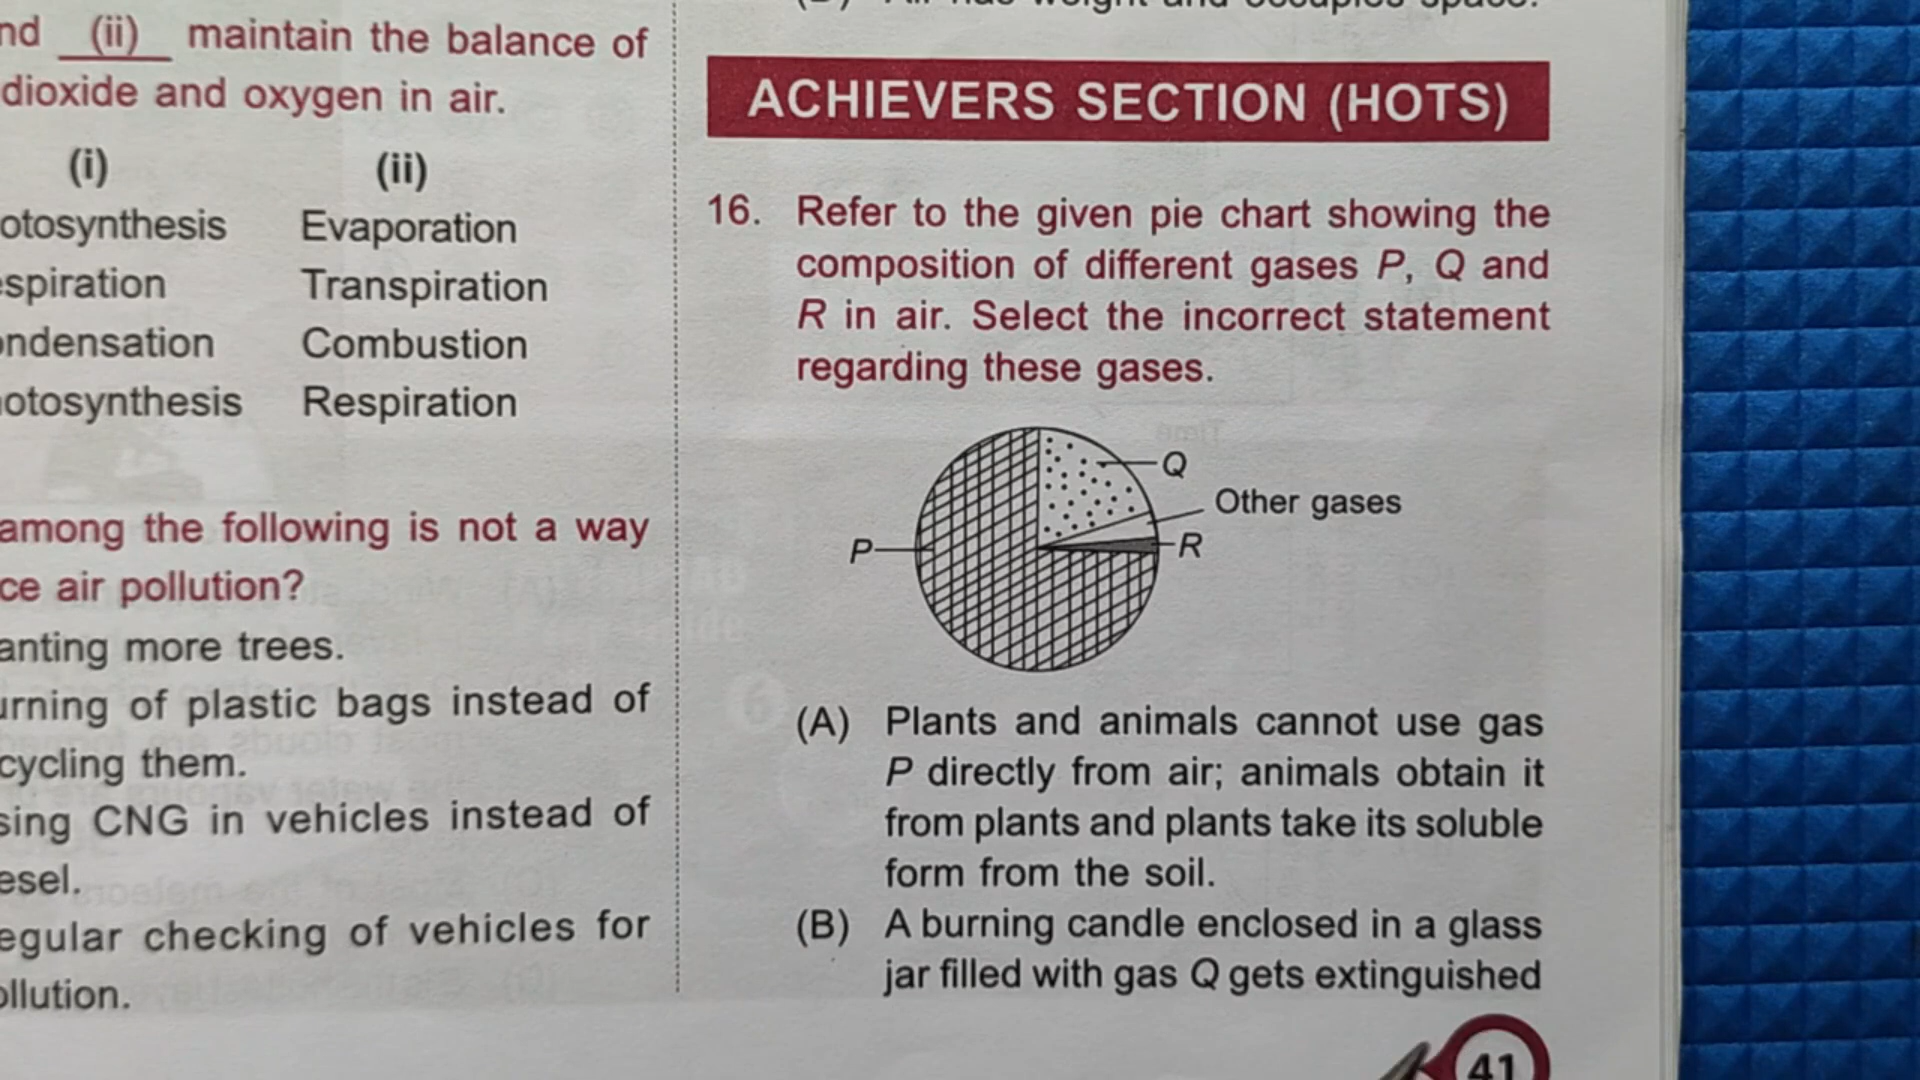 nd (ii) maintain the balance of
dioxide and oxygen in air.
(i) (ii)
otosynthesis Evaporation
spiration Transpiration
ondensation Combustion
otosynthesis Respiration
among the following is not a way
ce air pollution?
anting more trees.
urning of plastic bags instead of
cycling them.
sing CNG in vehicles instead of
esel.
egular checking of vehicles for
ollution.
ACHIEVERS SECTION (HOTS)
16. Refer to the given pie chart showing the
composition of different gases P, Q and
R in air. Select the incorrect statement
regarding these gases.
Q
Other gases
P
R
(A) Plants and animals cannot use gas
P directly from air; animals obtain it
from plants and plants take its soluble
form from the soil.
(B) A burning candle enclosed in a glass
jar filled with gas Q gets extinguished
41